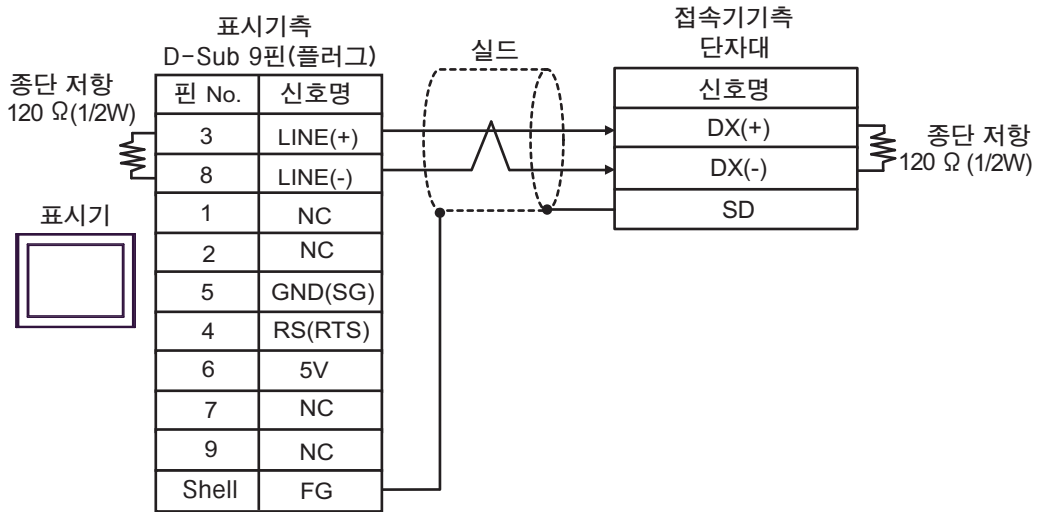 표시기측
D-Sub 9핀(플러그)
종단 저항
120 Ω(1/2W)
표시기
핀 No. 신호명
3 LINE(+)
8 LINE(-)
1 NC
2 NC
5 GND(SG)
4 RS(RTS)
6 5V
7 NC
9 NC
Shell FG
실드
접속기기측
단자대
신호명
DX(+)
DX(-)
SD
종단 저항
120 Ω (1/2W)